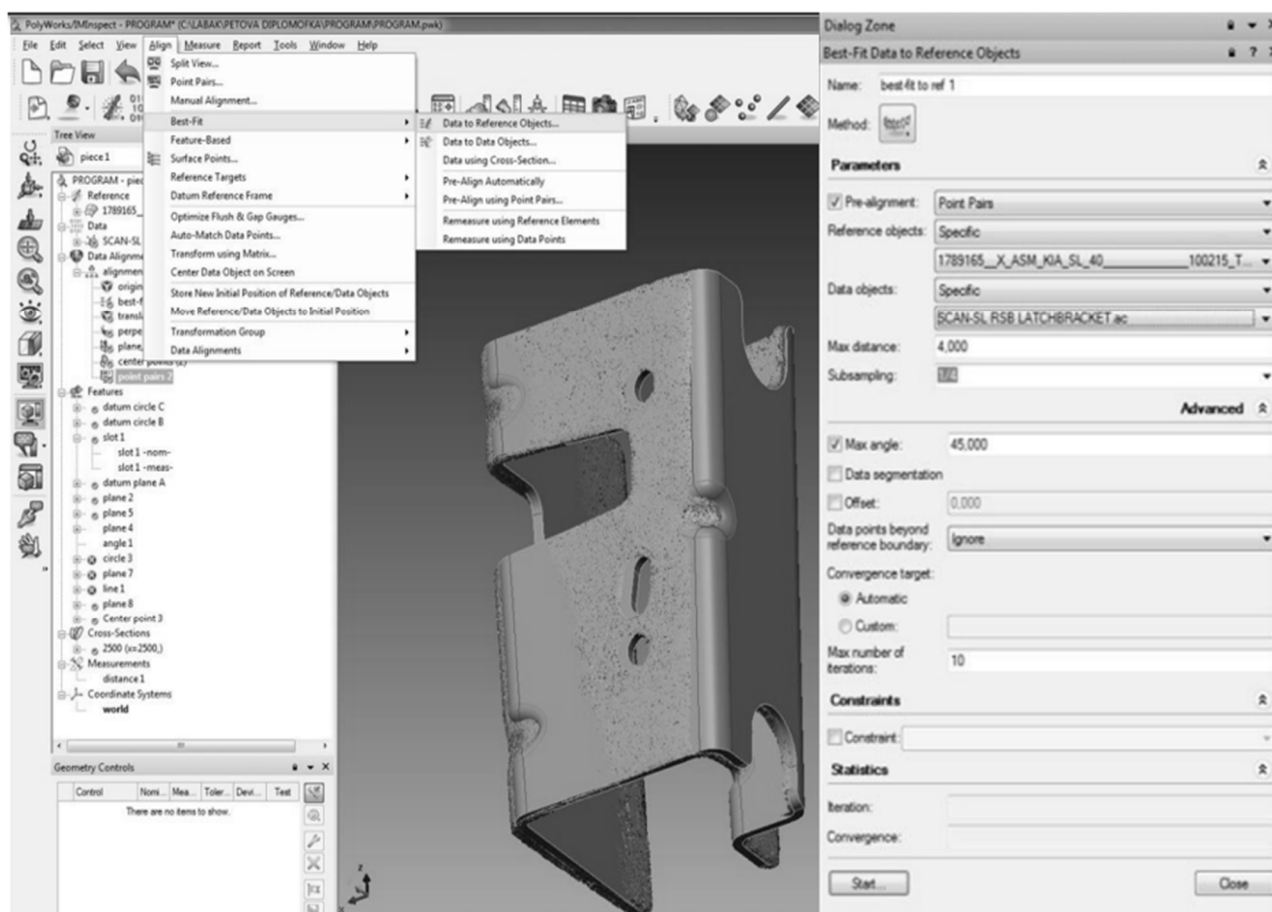 PolyWorks/IMInspect - PROGRAM* (C:\LABAK\PETOVA DIPLOMOFKA\PROGRAM\PROGRAM.pwk)
File Edit Select View Align Measure Report Tools Window Help
Split View...
Point Pairs...
Manual Alignment...
Best-Fit
Feature-Based
Surface Points...
Reference Targets
Datum Reference Frame
Optimize Flush & Gap Gauges...
Auto-Match Data Points...
Transform using Matrix...
Center Data Object on Screen
Store New Initial Position of Reference/Data Objects
Move Reference/Data Objects to Initial Position
Transformation Group
Data Alignments
Data to Reference Objects...
Data to Data Objects...
Data using Cross-Section...
Pre-Align Automatically
Pre-Align using Point Pairs...
Remeasure using Reference Elements
Remeasure using Data Points
Tree View
piece 1
PROGRAM - piec
Reference
1789165_
Data
SCAN-SL
Data Alignme
alignmen
origin
best-f
transl
perpe
plane,
center points (2)
point pairs 2
Features
datum circle C
datum circle B
slot 1
slot 1 -nom-
slot 1 -meas-
datum plane A
plane 2
plane 5
plane 4
angle 1
circle 3
plane 7
line 1
plane 8
Center point 3
Cross-Sections
2500 (x=2500,)
Measurements
distance 1
Coordinate Systems
world
Geometry Controls
Control Nomi... Mea... Toler... Devi... Test
There are no items to show.
z
Dialog Zone
Best-Fit Data to Reference Objects
Name: best-fit to ref 1
Method:
Parameters
Pre-alignment: Point Pairs
Reference objects: Specific
1789165__X_ASM_KIA_SL_40________100215_T...
Data objects: Specific
SCAN-SL RSB LATCHBRACKET.ac
Max distance: 4,000
Subsampling: 1/4
Advanced
Max angle: 45,000
Data segmentation
Offset: 0,000
Data points beyond
reference boundary: Ignore
Convergence target:
Automatic
Custom:
Max number of
iterations: 10
Constraints
Constraint:
Statistics
Iteration:
Convergence:
Start... Close